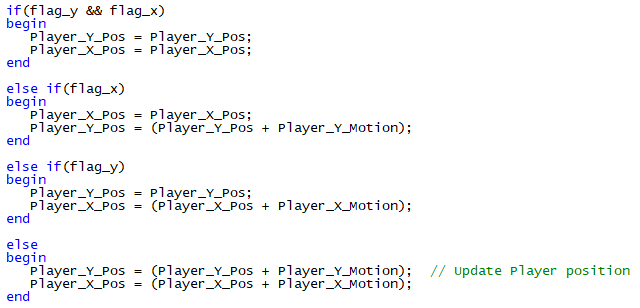 if(flag_y && flag_x)
begin
   Player_Y_Pos = Player_Y_Pos;
   Player_X_Pos = Player_X_Pos;
end

else if(flag_x)
begin
   Player_X_Pos = Player_X_Pos;
   Player_Y_Pos = (Player_Y_Pos + Player_Y_Motion);
end

else if(flag_y)
begin
   Player_Y_Pos = Player_Y_Pos;
   Player_X_Pos = (Player_X_Pos + Player_X_Motion);
end

else
begin
   Player_Y_Pos = (Player_Y_Pos + Player_Y_Motion);  // Update Player position
   Player_X_Pos = (Player_X_Pos + Player_X_Motion);
end